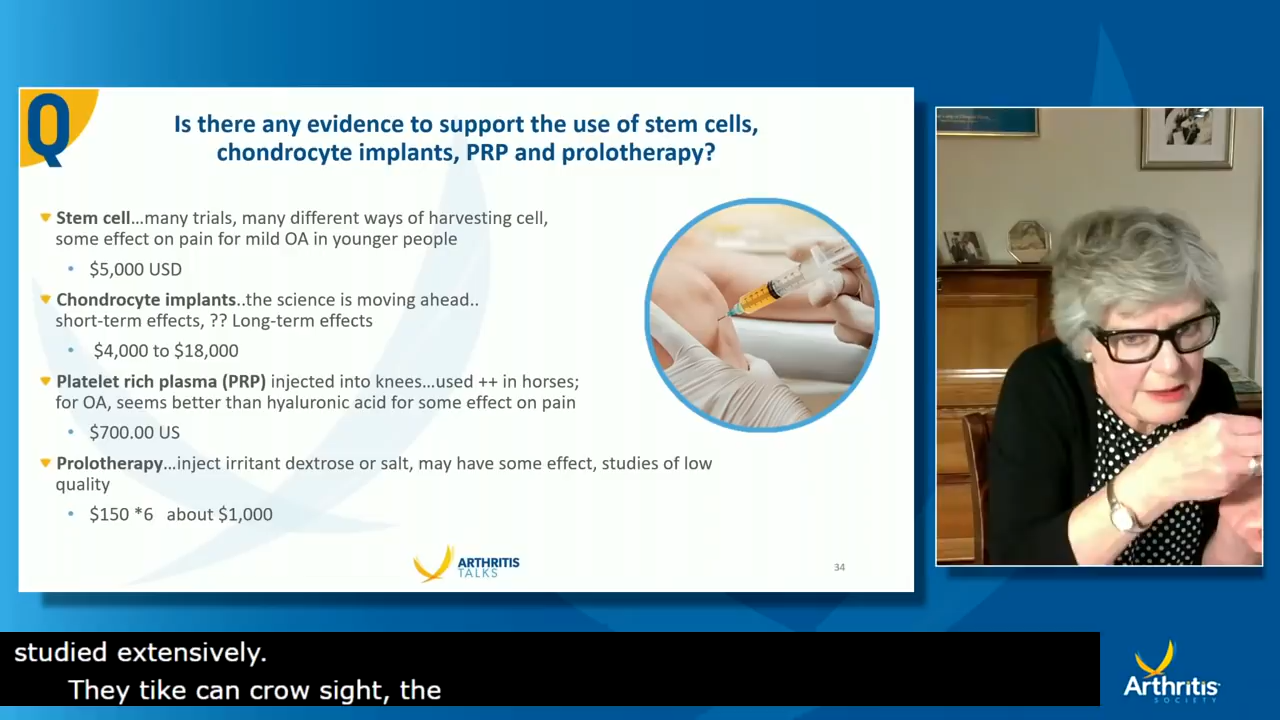 Q
Is there any evidence to support the use of stem cells,
chondrocyte implants, PRP and prolotherapy?
Stem cell...many trials, many different ways of harvesting cell,
some effect on pain for mild OA in younger people
• $5,000 USD
Chondrocyte implants..the science is moving ahead..
short-term effects, ?? Long-term effects
• $4,000 to $18,000
Platelet rich plasma (PRP) injected into knees...used ++ in horses;
for OA, seems better than hyaluronic acid for some effect on pain
• $700.00 US
Prolotherapy...inject irritant dextrose or salt, may have some effect, studies of low
quality
• $150 *6 about $1,000
ARTHRITIS
TALKS
34
studied extensively.
They tike can crow sight, the
Arthritis
SOCIETY